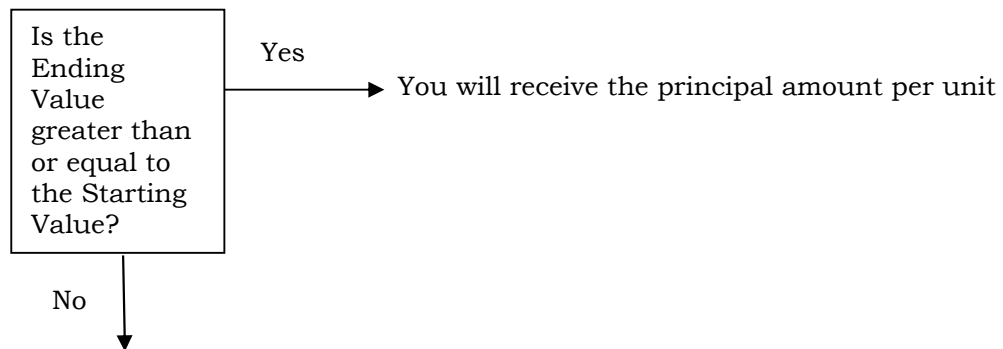 Is the
Ending
Value
greater than
or equal to
the Starting
Value?
Yes
You will receive the principal amount per unit
No